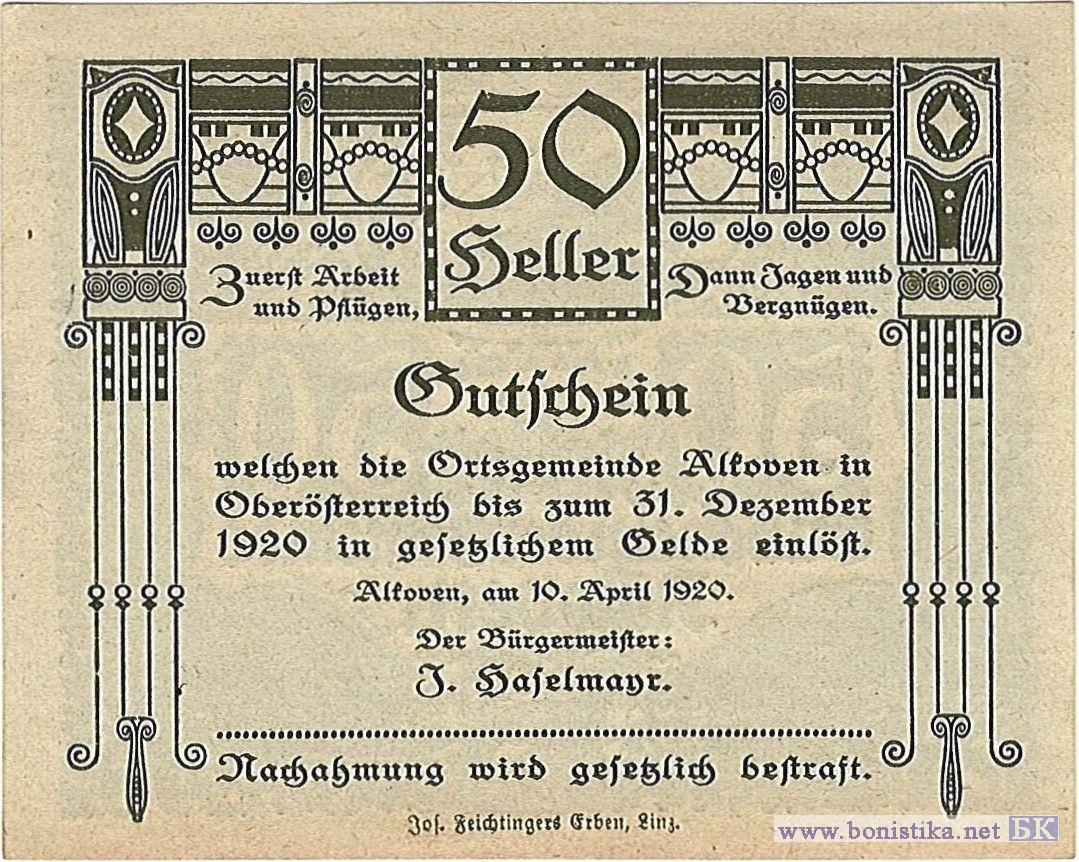 50
Heller
Zuerst Arbeit
und Pflügen,
Dann Jagen und
Vergnügen.
Gutschein
welchen die Ortsgemeinde Alkoven in
Oberösterreich bis zum 31. Dezember
1920 in gesetzlichem Gelde einlöst.
Alkoven, am 10. April 1920.
Der Bürgermeister:
J. Haselmayr.
Nachahmung wird gesetzlich bestraft.
Jos. Feichtingers Erben, Linz.
www.bonistika.net БК